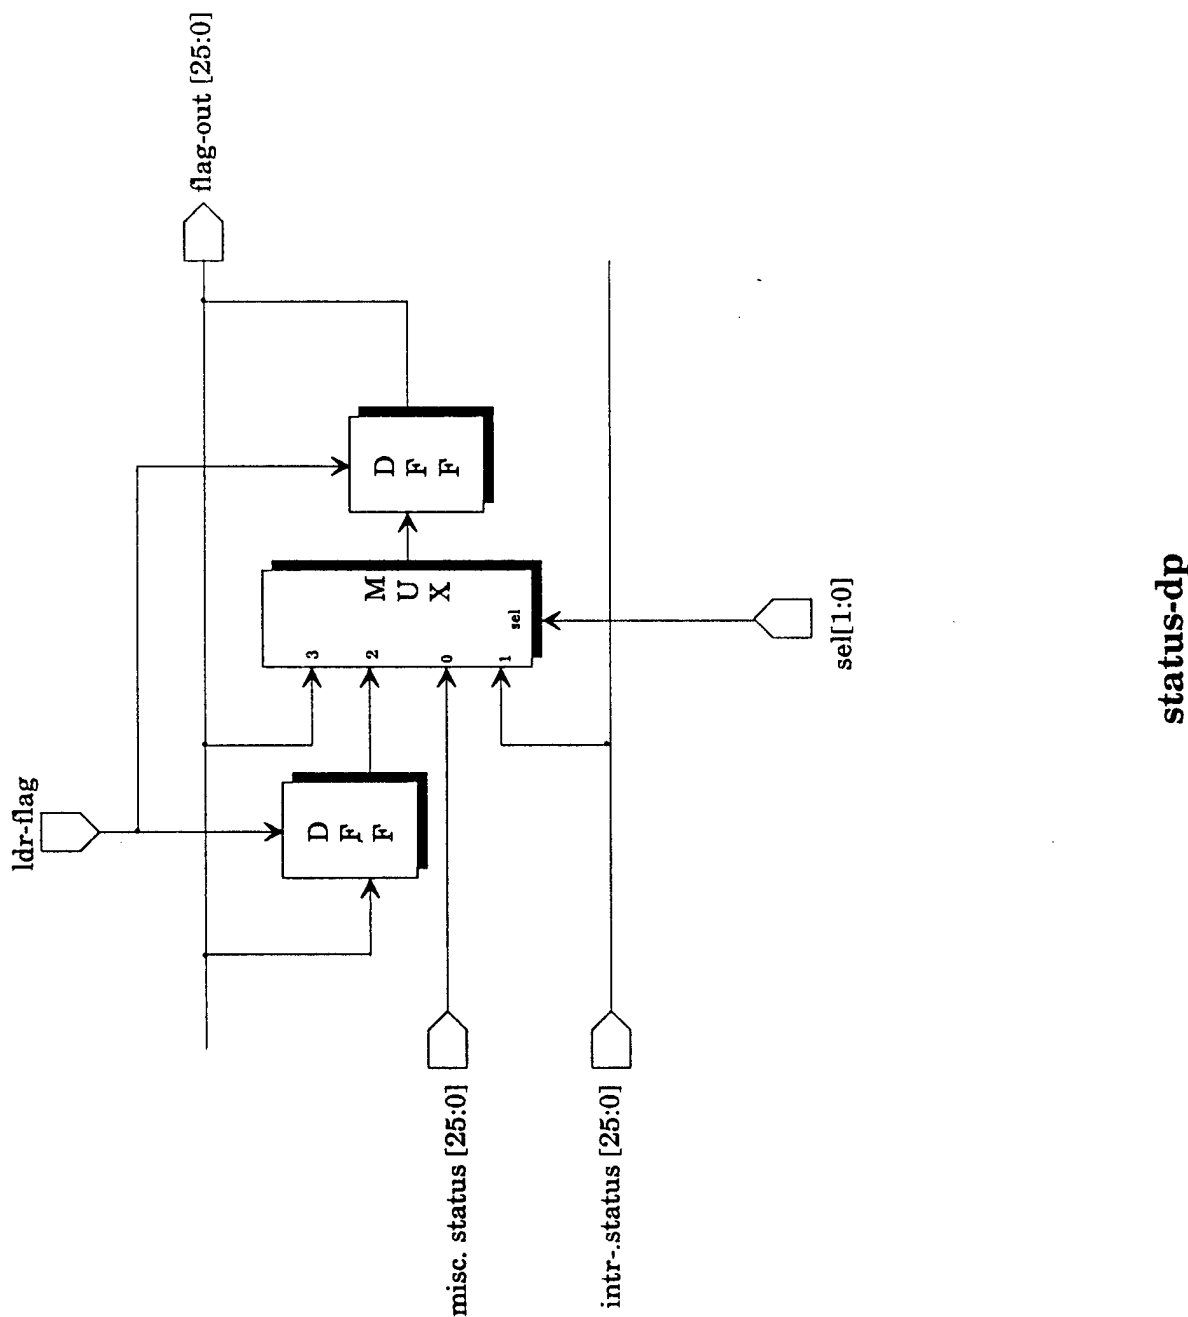 ldr-flag
flag-out [25:0]
D
F
F
3
2
0
1
sel
M
U
X
D
F
F
misc. status [25:0]
intr-.status [25:0]
sel[1:0]
status-dp